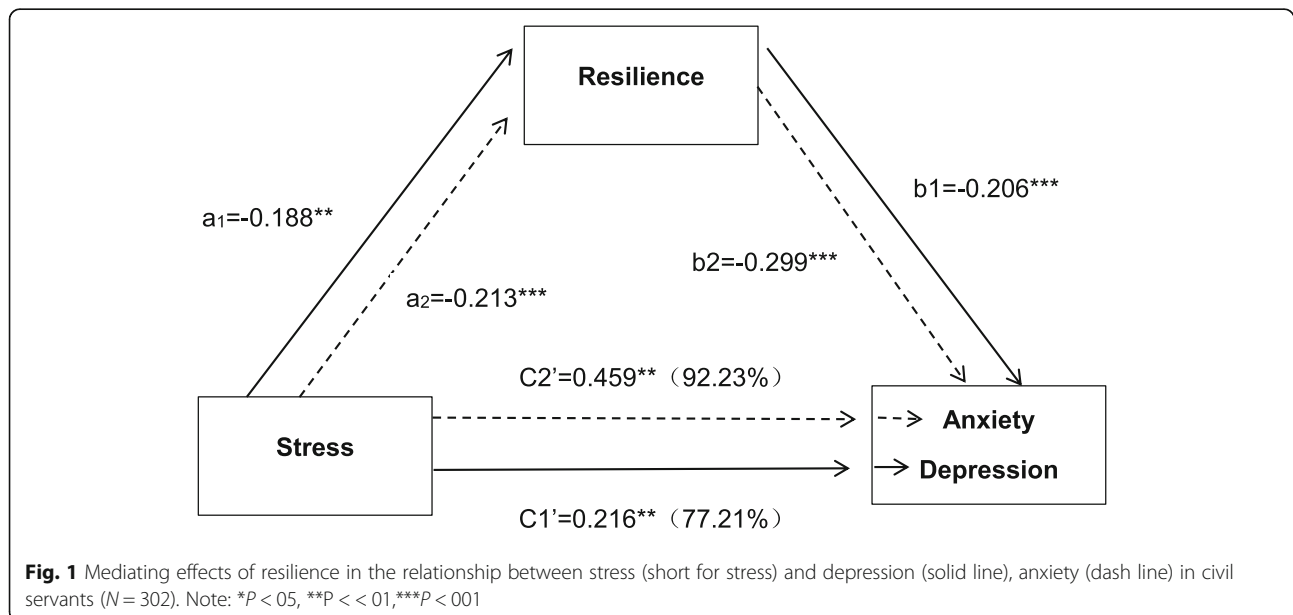 Resilience
a₁=-0.188**
b1=-0.206***
b2=-0.299***
a₂=-0.213***
C2’=0.459**（92.23%）
Stress
Anxiety
Depression
C1’=0.216**（77.21%）
Fig. 1 Mediating effects of resilience in the relationship between stress (short for stress) and depression (solid line), anxiety (dash line) in civil
servants (N = 302). Note: *P < 05, **P < < 01,***P < 001